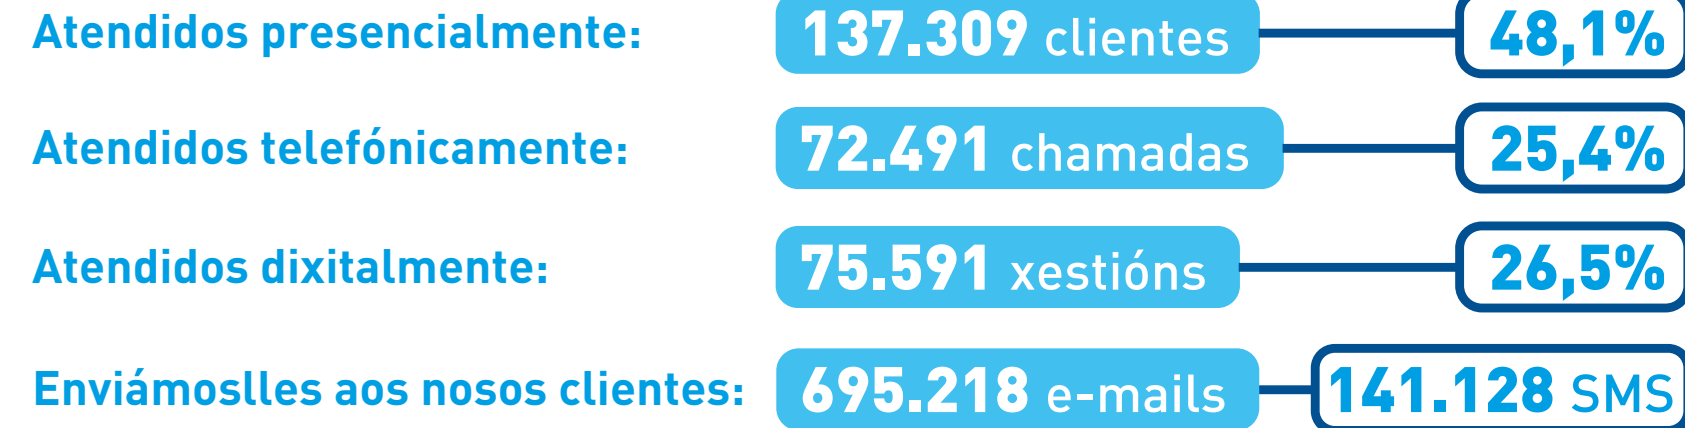 Atendidos presencialmente: 137.309 clientes 48,1%
Atendidos telefónicamente: 72.491 chamadas 25,4%
Atendidos dixitalmente: 75.591 xestións 26,5%
Enviámoslles aos nosos clientes: 695.218 e-mails 141.128 SMS